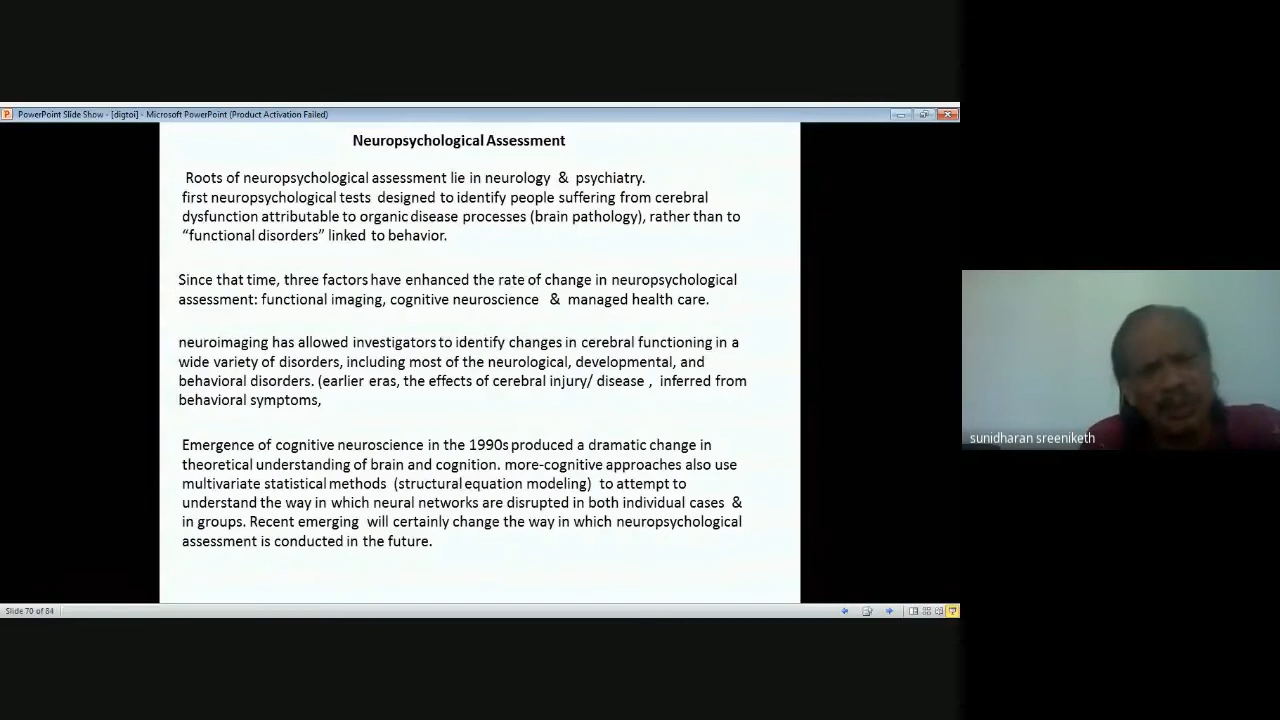 PowerPoint Slide Show - [digtoi] - Microsoft PowerPoint (Product Activation Failed)
Neuropsychological Assessment
Roots of neuropsychological assessment lie in neurology & psychiatry.
first neuropsychological tests designed to identify people suffering from cerebral
dysfunction attributable to organic disease processes (brain pathology), rather than to
“functional disorders” linked to behavior.
Since that time, three factors have enhanced the rate of change in neuropsychological
assessment: functional imaging, cognitive neuroscience & managed health care.
neuroimaging has allowed investigators to identify changes in cerebral functioning in a
wide variety of disorders, including most of the neurological, developmental, and
behavioral disorders. (earlier eras, the effects of cerebral injury/ disease , inferred from
behavioral symptoms,
Emergence of cognitive neuroscience in the 1990s produced a dramatic change in
theoretical understanding of brain and cognition. more-cognitive approaches also use
multivariate statistical methods (structural equation modeling) to attempt to
understand the way in which neural networks are disrupted in both individual cases &
in groups. Recent emerging will certainly change the way in which neuropsychological
assessment is conducted in the future.
Slide 70 of 84
sunidharan sreeniketh